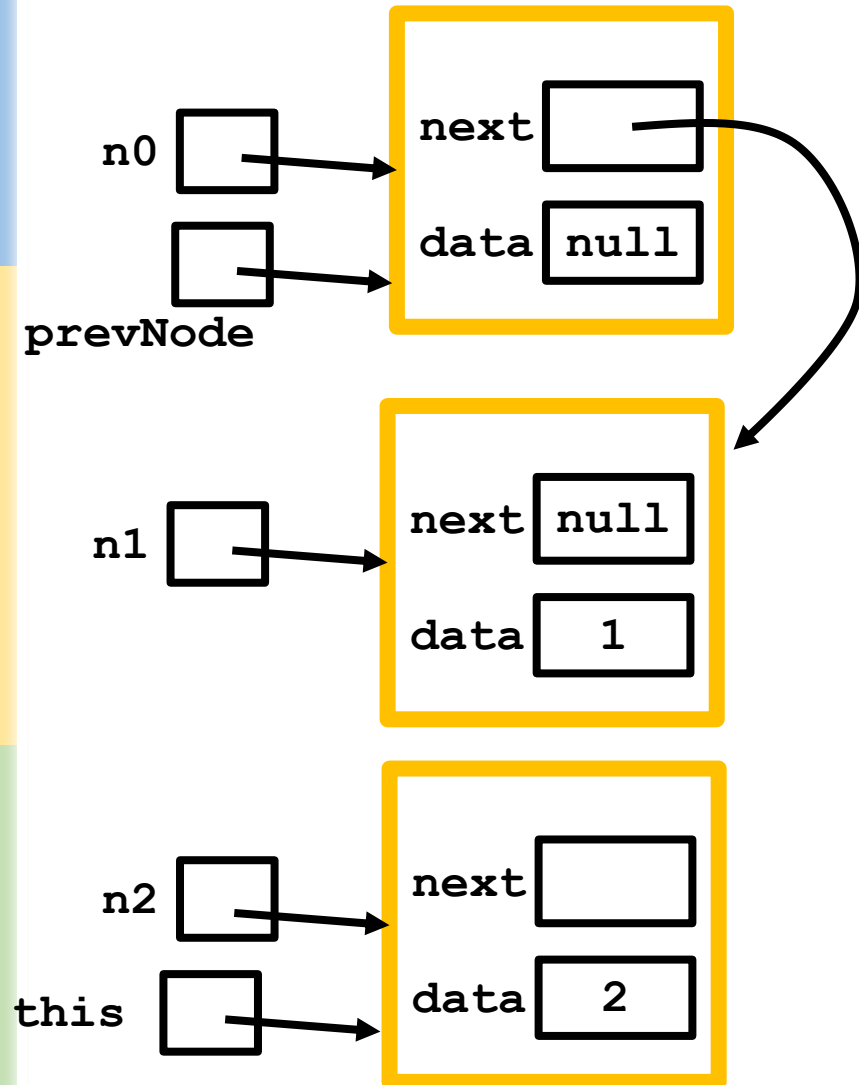 n0
next
data null
prevNode
n1
next null
data 1
n2
next
data 2
this